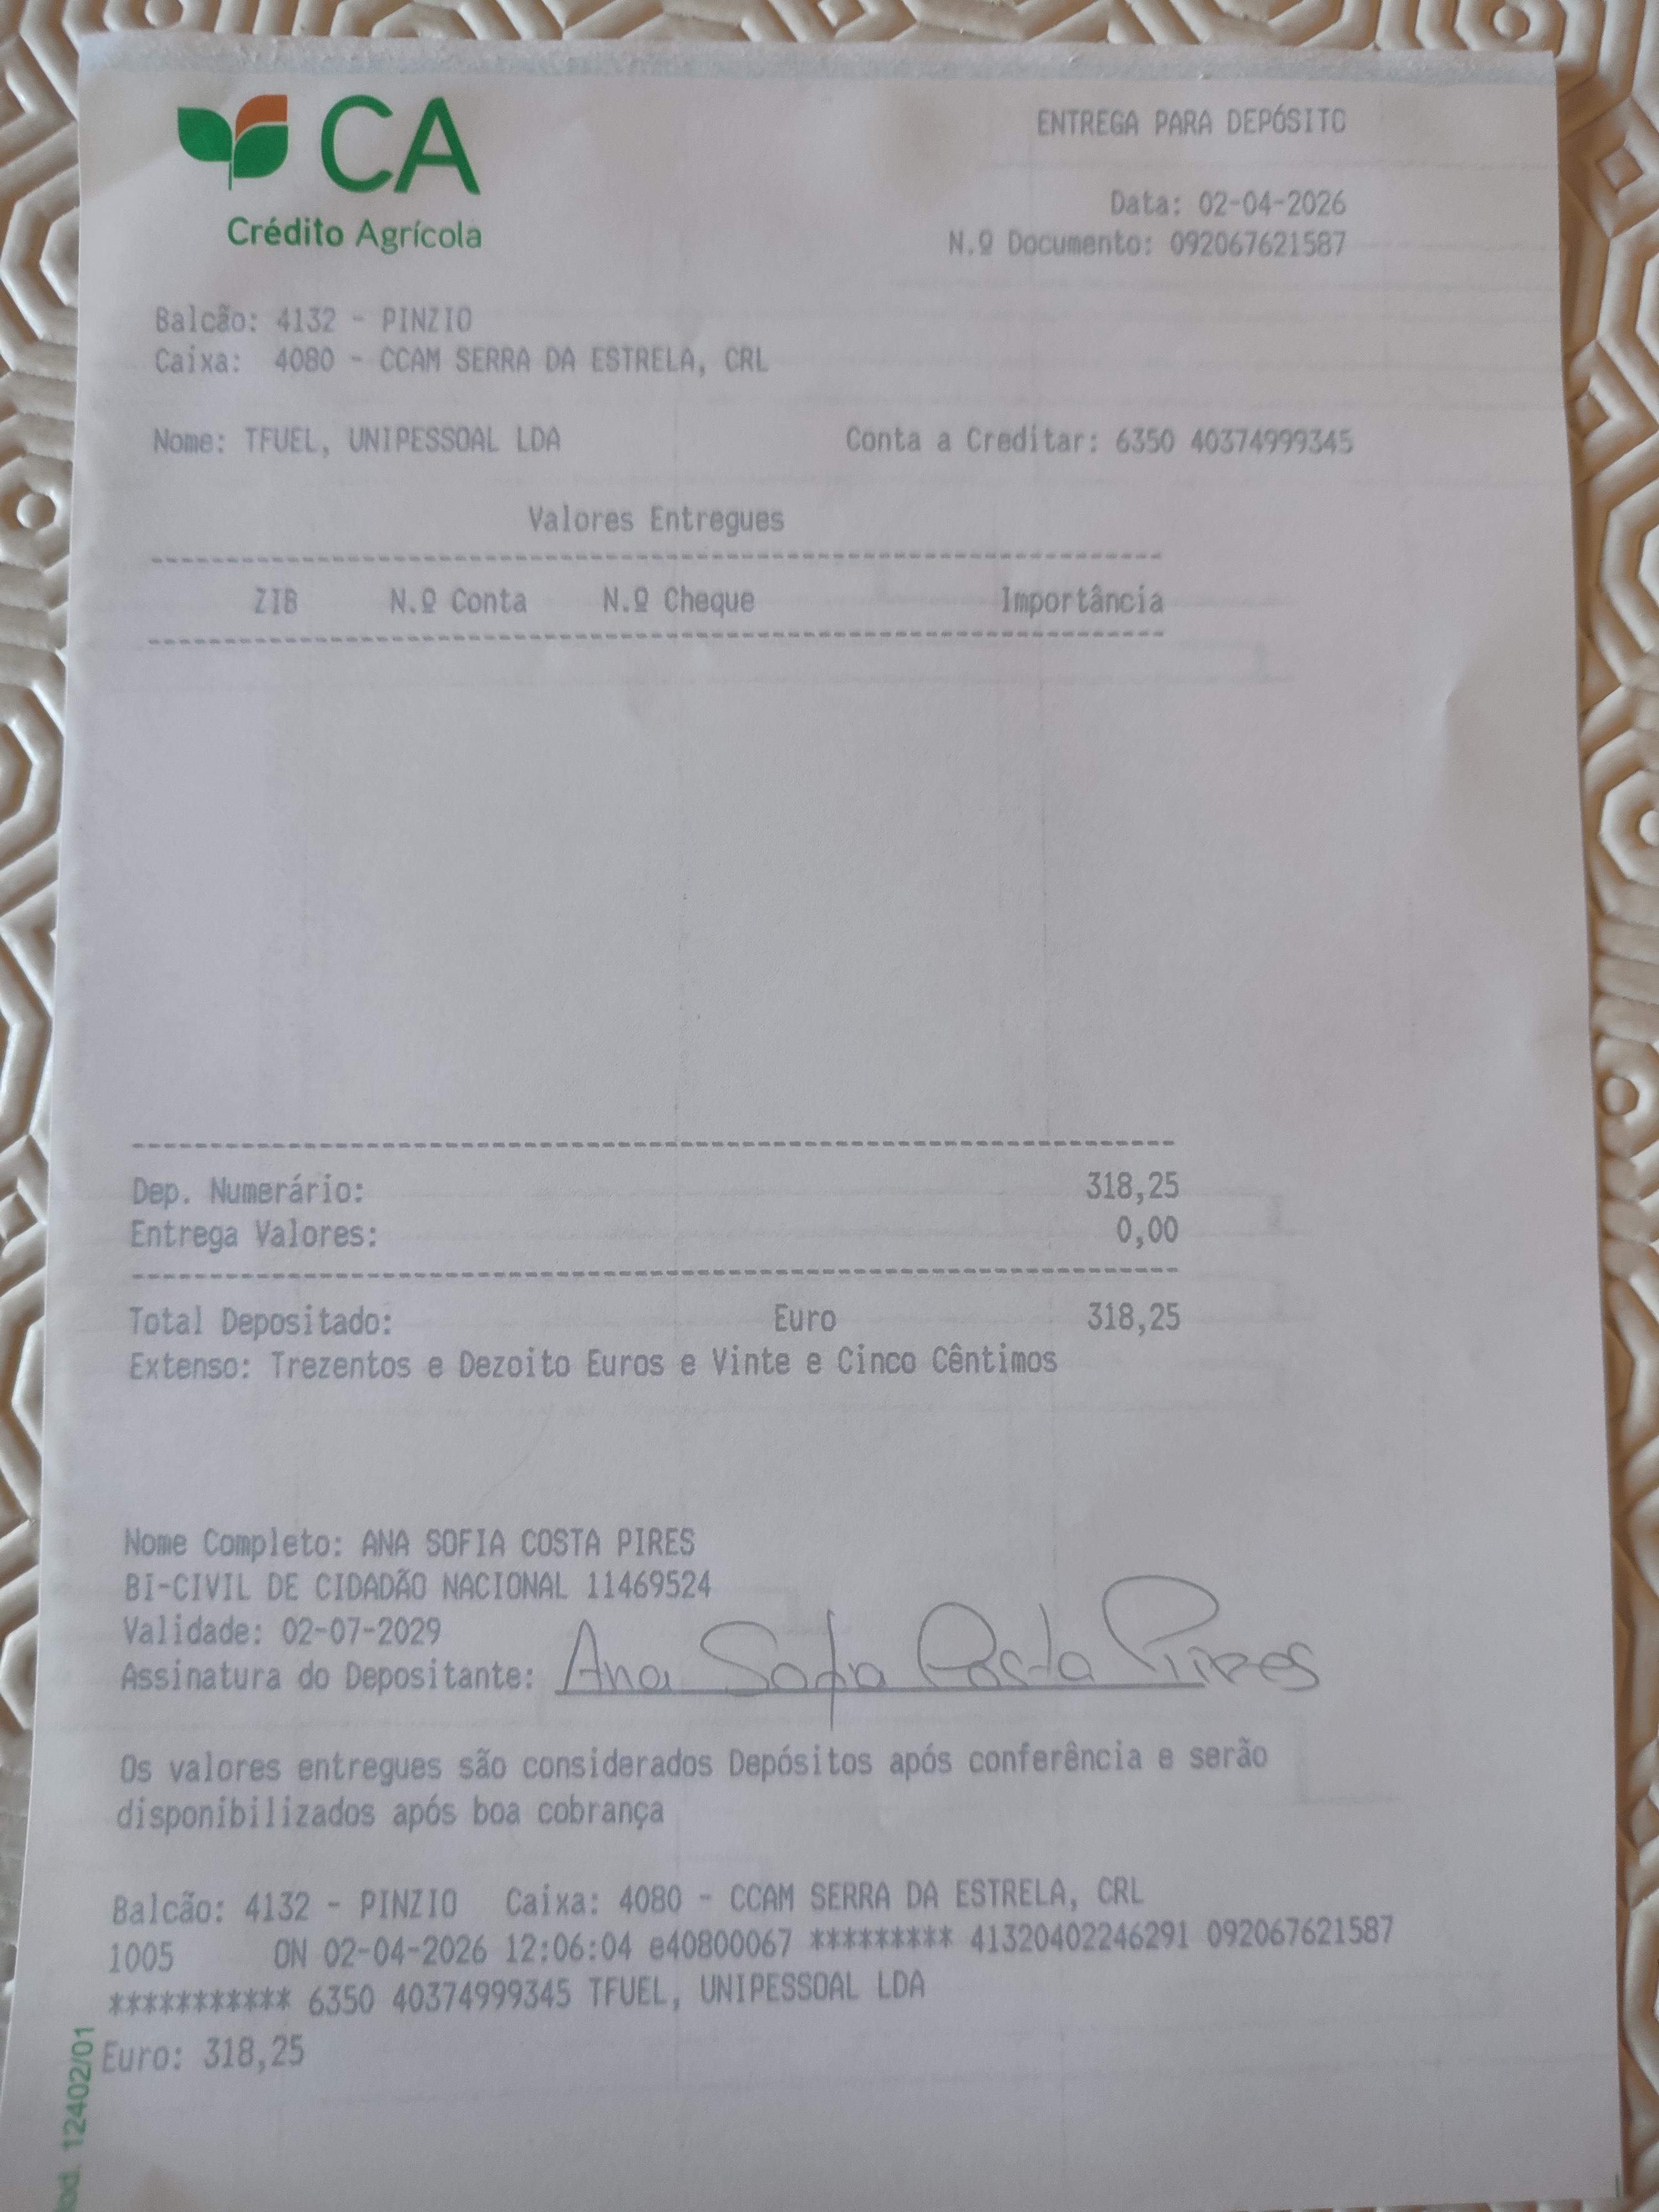 CA
Crédito Agrícola
ENTREGA PARA DEPÓSITO
Data: 02-04-2026
N.º Documento: 092067621587
Balcão: 4132 - PINZIO
Caixa: 4080 - CCAM SERRA DA ESTRELA, CRL
Nome: TFUEL, UNIPESSOAL LDA Conta a Creditar: 6350 40374999345
Valores Entregues
ZIB N.º Conta N.º Cheque Importância
Dep. Numerário: 318,25
Entrega Valores: 0,00
Total Depositado: Euro 318,25
Extenso: Trezentos e Dezoito Euros e Vinte e Cinco Cêntimos
Nome Completo: ANA SOFIA COSTA PIRES
BI-CIVIL DE CIDADÃO NACIONAL 11469524
Validade: 02-07-2029
Assinatura do Depositante: Ana Sofia Costa Pires
Os valores entregues são considerados Depósitos após conferência e serão
disponibilizados após boa cobrança
Balcão: 4132 - PINZIO Caixa: 4080 - CCAM SERRA DA ESTRELA, CRL
1005 ON 02-04-2026 12:06:04 e40800067 ********* 41320402246291 092067621587
*********** 6350 40374999345 TFUEL, UNIPESSOAL LDA
Euro: 318,25
12402/01